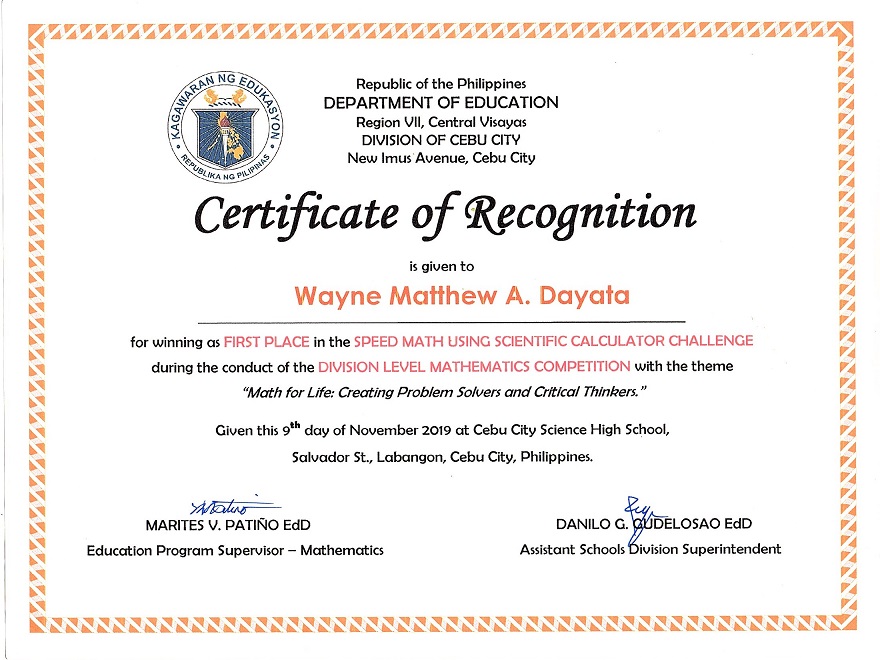 KAGAWARAN NG EDUKASYON
REPUBLIKA NG PILIPINAS
Republic of the Philippines
DEPARTMENT OF EDUCATION
Region VII, Central Visayas
DIVISION OF CEBU CITY
New Imus Avenue, Cebu City
Certificate of Recognition
is given to
Wayne Matthew A. Dayata
for winning as FIRST PLACE in the SPEED MATH USING SCIENTIFIC CALCULATOR CHALLENGE
during the conduct of the DIVISION LEVEL MATHEMATICS COMPETITION with the theme
“Math for Life: Creating Problem Solvers and Critical Thinkers.”
Given this 9th day of November 2019 at Cebu City Science High School,
Salvador St., Labangon, Cebu City, Philippines.
MARITES V. PATIÑO EdD
Education Program Supervisor – Mathematics
DANILO G. GUDELOSAO EdD
Assistant Schools Division Superintendent